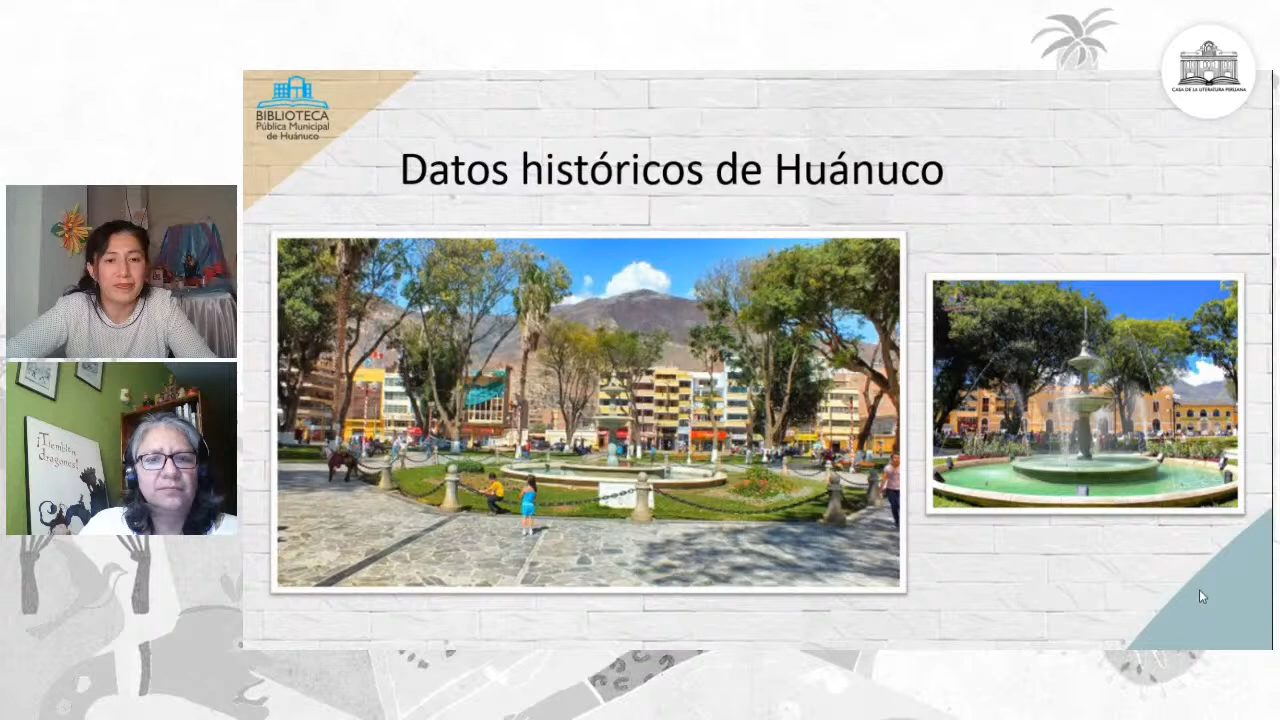 BIBLIOTECA
Pública Municipal
de Huánuco
CASA DE LA LITERATURA PERUANA
Datos históricos de Huánuco
¡Tiemblen
dragones!